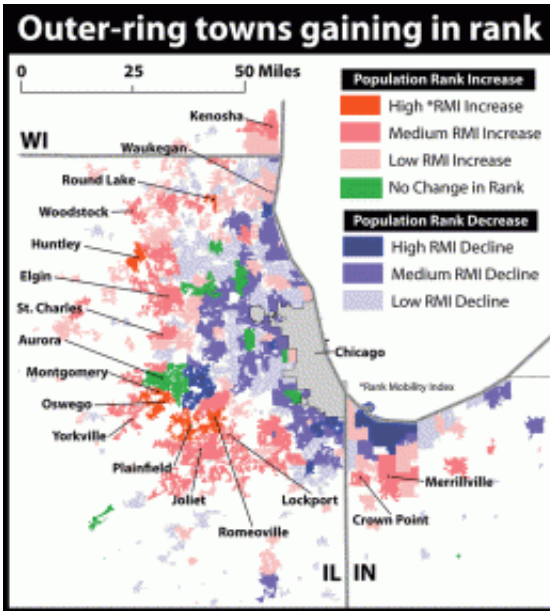 Outer-ring towns gaining in rank
0 25 50 Miles
Population Rank Increase
High *RMI Increase
Medium RMI Increase
Low RMI Increase
No Change in Rank
Population Rank Decrease
High RMI Decline
Medium RMI Decline
Low RMI Decline
Kenosha
WI
Waukegan
Round Lake
Woodstock
Huntley
Elgin
St. Charles
Aurora
Chicago
Montgomery
*Rank Mobility Index
Oswego
Yorkville
Plainfield
Merrillville
Joliet
Lockport
Crown Point
Romeoville
IL IN